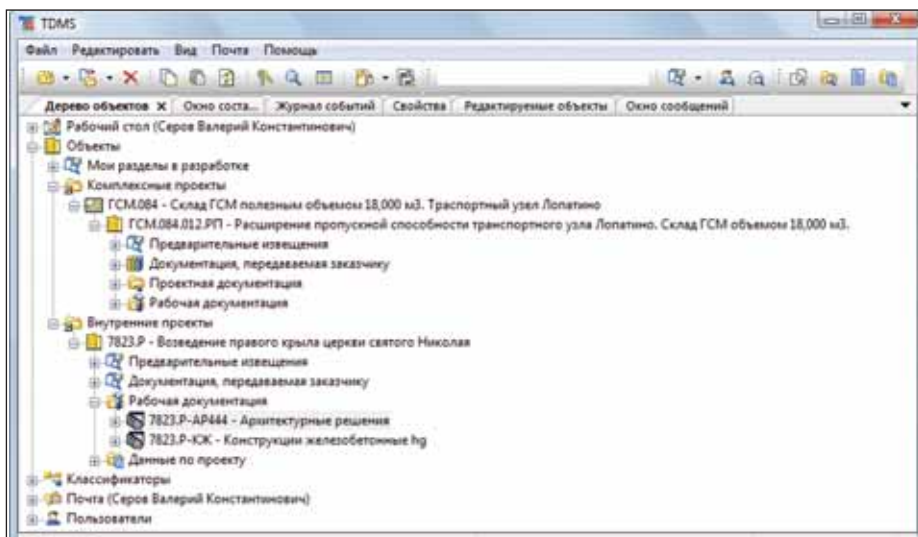 TDMS
Файл Редактировать Вид Почта Помощь
Дерево объектов x Окно соста... Журнал событий Свойства Редактируемые объекты Окно сообщений
Рабочий стол (Серов Валерий Константинович)
Объекты
Мои разделы в разработке
Комплексные проекты
ГСМ.084 - Склад ГСМ полезным объемом 18,000 м3. Траспортный узел Лопатино
ГСМ.084.012.РП - Расширение пропускной способности транспортного узла Лопатино. Склад ГСМ объемом 18,000 м3.
Предварительные извещения
Документация, передаваемая заказчику
Проектная документация
Рабочая документация
Внутренние проекты
7823.Р - Возведение правого крыла церкви святого Николая
Предварительные извещения
Документация, передаваемая заказчику
Рабочая документация
7823.Р-АР444 - Архитектурные решения
7823.Р-КЖ - Конструкции железобетонные hg
Данные по проекту
Классификаторы
Почта (Серов Валерий Константинович)
Пользователи